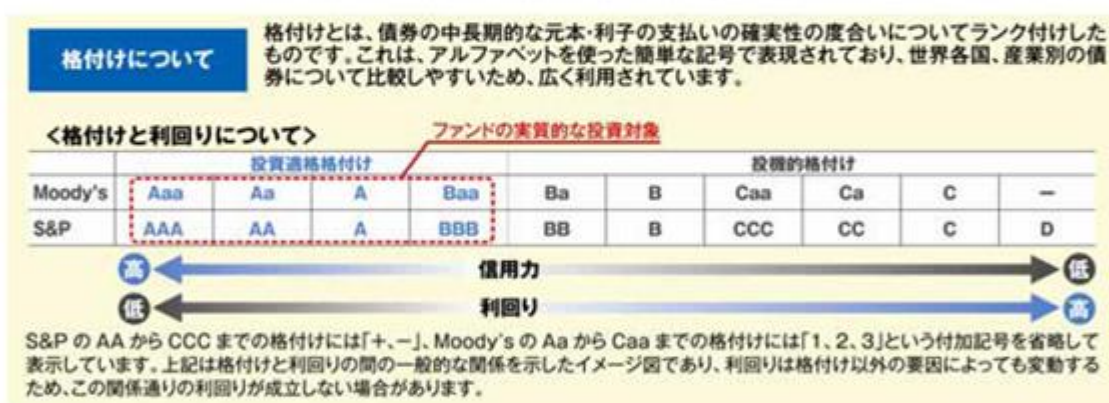 格付けについて
格付けとは、債券の中長期的な元本・利子の支払いの確実性の度合いについてランク付けした
ものです。これは、アルファベットを使った簡単な記号で表現されており、世界各国、産業別の債
券について比較しやすいため、広く利用されています。
<格付けと利回りについて>
ファンドの実質的な投資対象
投資適格格付け 投機的格付け
Moody's Aaa Aa A Baa Ba B Caa Ca C −
S&P AAA AA A BBB BB B CCC CC C D
高 信用力 低
低 利回り 高
S&P の AA から CCC までの格付けには「+、−」、Moody's の Aa から Caa までの格付けには「1、2、3」という付加記号を省略して
表示しています。上記は格付けと利回りの間の一般的な関係を示したイメージ図であり、利回りは格付け以外の要因によっても変動する
ため、この関係通りの利回りが成立しない場合があります。